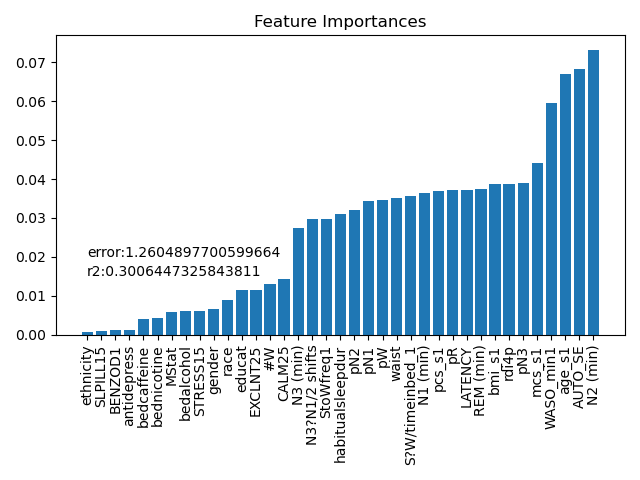 Feature Importances
0.07
0.06
0.05
0.04
0.03
0.02
0.01
0.00
error:1.2604897700599664
r2:0.3006447325843811
ethnicity
SLPILL15
BENZOD1
antidepress
bedcaffeine
bednicotine
MStat
bedalcohol
STRESS15
gender
race
educat
EXCLNT25
#W
CALM25
N3 (min)
N3?N1/2 shifts
StoWfreq1
habitualsleepdur
pN2
pN1
pW
waist
S?W/timeinbed_1
N1 (min)
pcs_s1
pR
LATENCY
REM (min)
bmi_s1
rdi4p
pN3
mcs_s1
WASO_min1
age_s1
AUTO_SE
N2 (min)